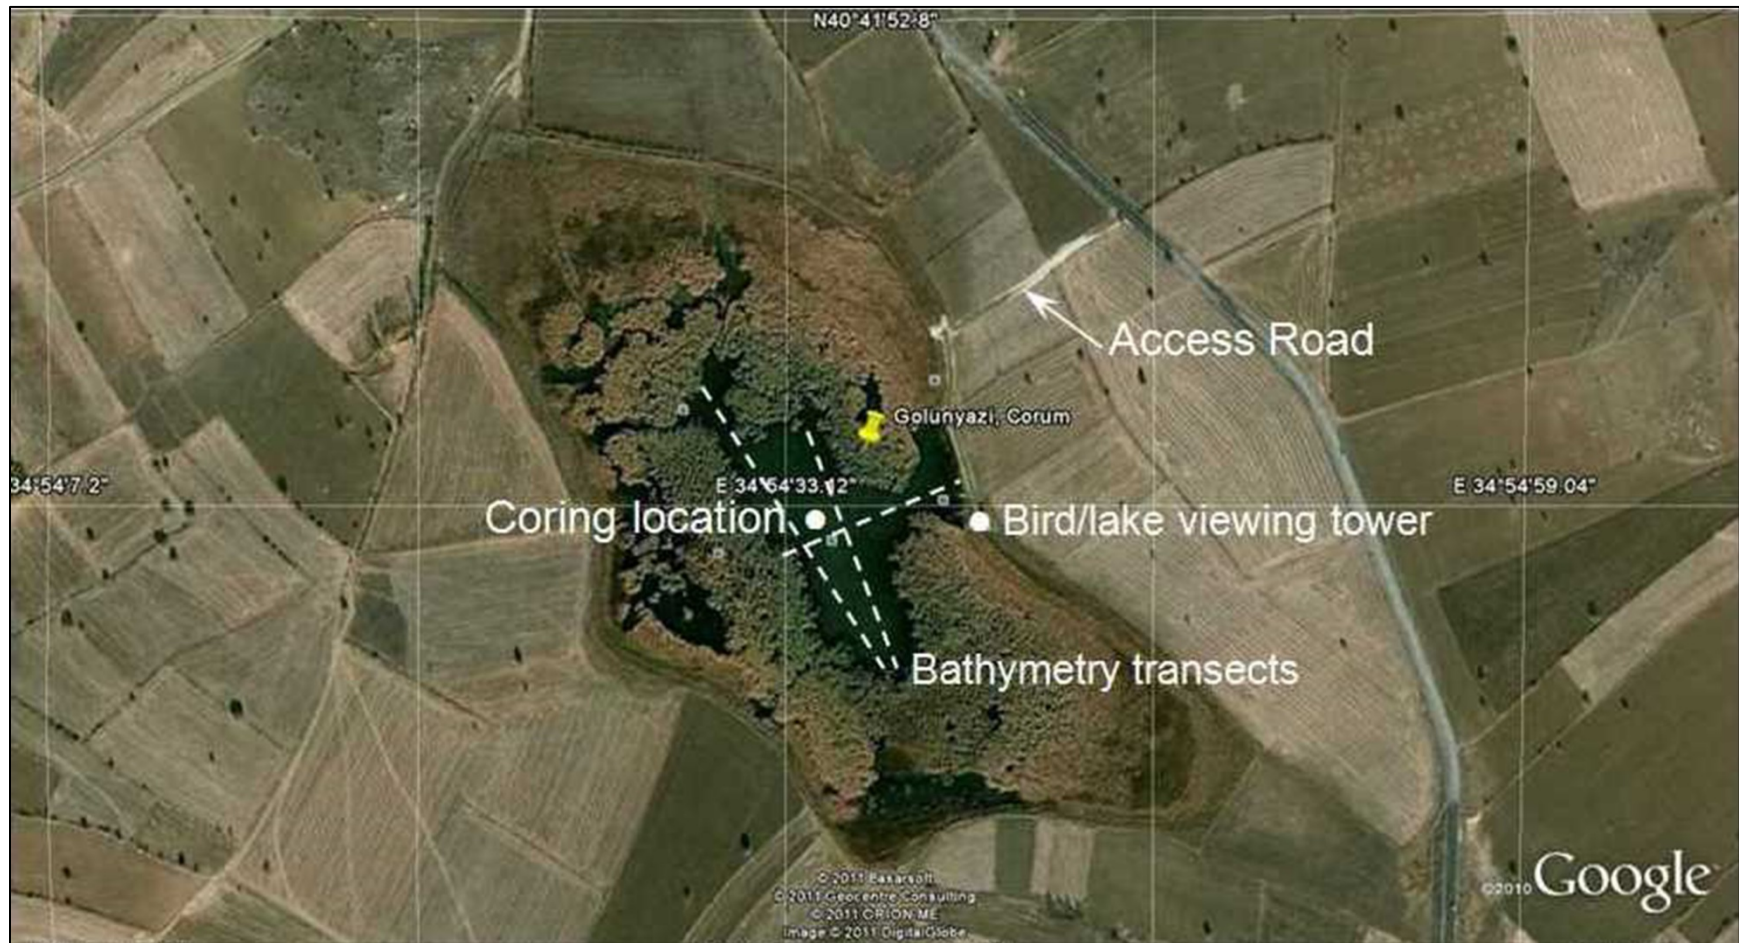 N40°41'52.8"
Access Road
Golunyazi, Corum
34°54'7.2"
E 34°54'33.12"
E 34°54'59.04"
Coring location
Bird/lake viewing tower
Bathymetry transects
© 2011 Basarsoft
© 2011 Geocentre Consulting
© 2011 ORION-ME
Image © 2011 DigitalGlobe
©2010 Google